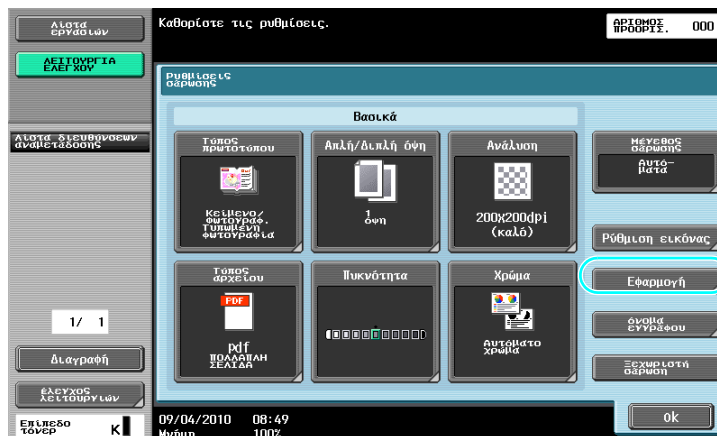 Λίστα
εργασιών
Καθορίστε τις ρυθμίσεις.
ΑΡΙΘΜΟΣ
ΠΡΟΟΡΙΣ.
000
ΛΕΙΤΟΥΡΓΙΑ
ΕΛΕΓΧΟΥ
Ρυθμίσεις
σάρωσης
Βασικά
Λίστα διευθύνσεων
αναμετάδοσης
Τύπος
πρωτοτύπου
Απλή/Διπλή όψη
Ανάλυση
Μέγεθος
σάρωσης
Αυτό-
ματα
Κείμενο/
φωτογραφ.
Τυπωμένη
φωτογραφία
1
όψη
200X200dpi
(καλό)
Ρύθμιση εικόνας
Τύπος
αρχείου
Πυκνότητα
Χρώμα
Εφαρμογή
PDF
pdf
ΠΟΛΛΑΠΛΗ
ΣΕΛΙΔΑ
Αυτόματο
χρώμα
όνομα
εγγράφου
1/ 1
Διαγραφή
Ξεχωριστή
σάρωση
έλεγχος
λειτουργιών
Επίπεδο
τόνερ
K
09/04/2010 08:49
Μνήμη 100%
Ok